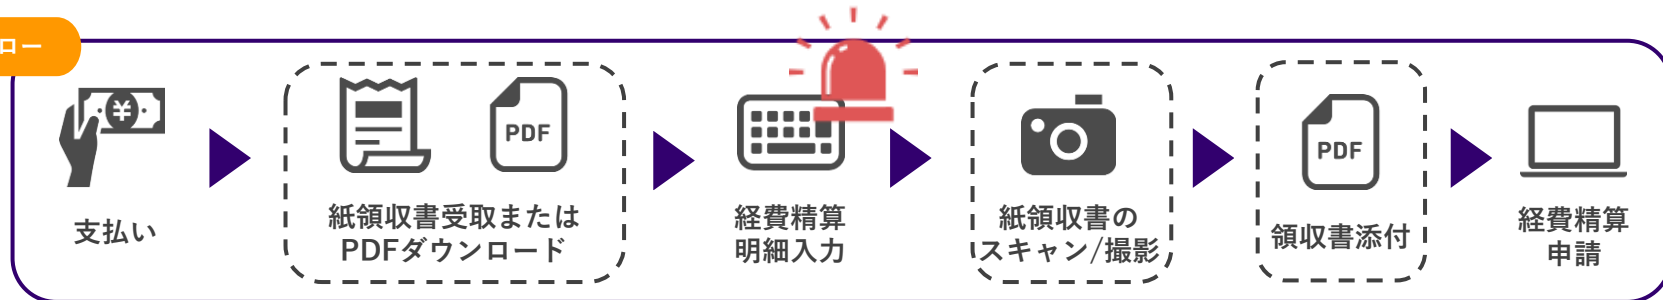 ロー
支払い
紙領収書受取または
PDFダウンロード
PDF
経費精算
明細入力
紙領収書の
スキャン/撮影
PDF
領収書添付
経費精算
申請